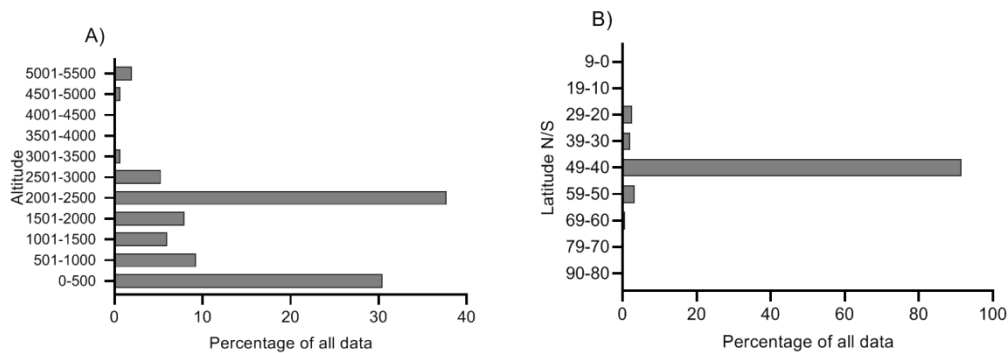 A)
Altitude
5001-5500
4501-5000
4001-4500
3501-4000
3001-3500
2501-3000
2001-2500
1501-2000
1001-1500
501-1000
0-500
0 10 20 30 40
Percentage of all data
B)
Latitude N/S
9-0
19-10
29-20
39-30
49-40
59-50
69-60
79-70
90-80
0 20 40 60 80 100
Percentage of all data